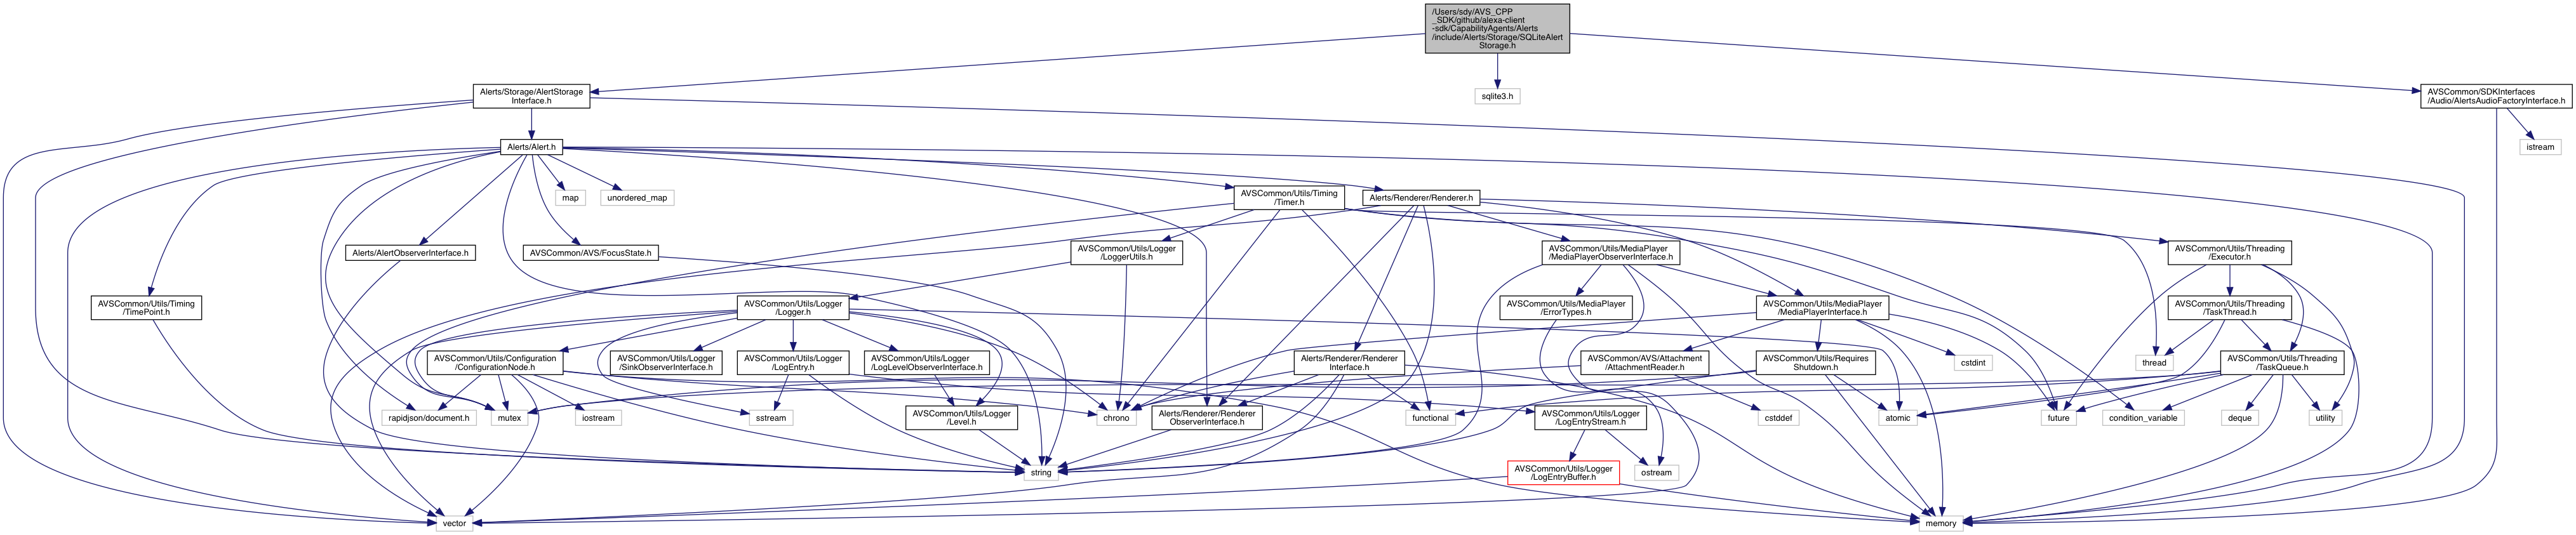 /Users/sdy/AVS_CPP
_SDK/github/alexa-client
-sdk/CapabilityAgents/Alerts
/include/Alerts/Storage/SQLiteAlert
Storage.h
Alerts/Storage/AlertStorage
Interface.h
sqlite3.h
AVSCommon/SDKInterfaces
/Audio/AlertsAudioFactoryInterface.h
Alerts/Alert.h
istream
map
unordered_map
AVSCommon/Utils/Timing
/Timer.h
Alerts/Renderer/Renderer.h
Alerts/AlertObserverInterface.h
AVSCommon/AVS/FocusState.h
AVSCommon/Utils/Logger
/LoggerUtils.h
AVSCommon/Utils/MediaPlayer
/MediaPlayerObserverInterface.h
AVSCommon/Utils/Threading
/Executor.h
AVSCommon/Utils/Timing
/TimePoint.h
AVSCommon/Utils/Logger
/Logger.h
AVSCommon/Utils/MediaPlayer
/ErrorTypes.h
AVSCommon/Utils/MediaPlayer
/MediaPlayerInterface.h
AVSCommon/Utils/Threading
/TaskThread.h
AVSCommon/Utils/Configuration
/ConfigurationNode.h
AVSCommon/Utils/Logger
/SinkObserverInterface.h
AVSCommon/Utils/Logger
/LogEntry.h
AVSCommon/Utils/Logger
/LogLevelObserverInterface.h
Alerts/Renderer/Renderer
Interface.h
AVSCommon/AVS/Attachment
/AttachmentReader.h
AVSCommon/Utils/Requires
Shutdown.h
cstdint
thread
AVSCommon/Utils/Threading
/TaskQueue.h
rapidjson/document.h
mutex
iostream
sstream
AVSCommon/Utils/Logger
/Level.h
chrono
Alerts/Renderer/Renderer
ObserverInterface.h
functional
AVSCommon/Utils/Logger
/LogEntryStream.h
cstddef
atomic
future
condition_variable
deque
utility
string
AVSCommon/Utils/Logger
/LogEntryBuffer.h
ostream
vector
memory